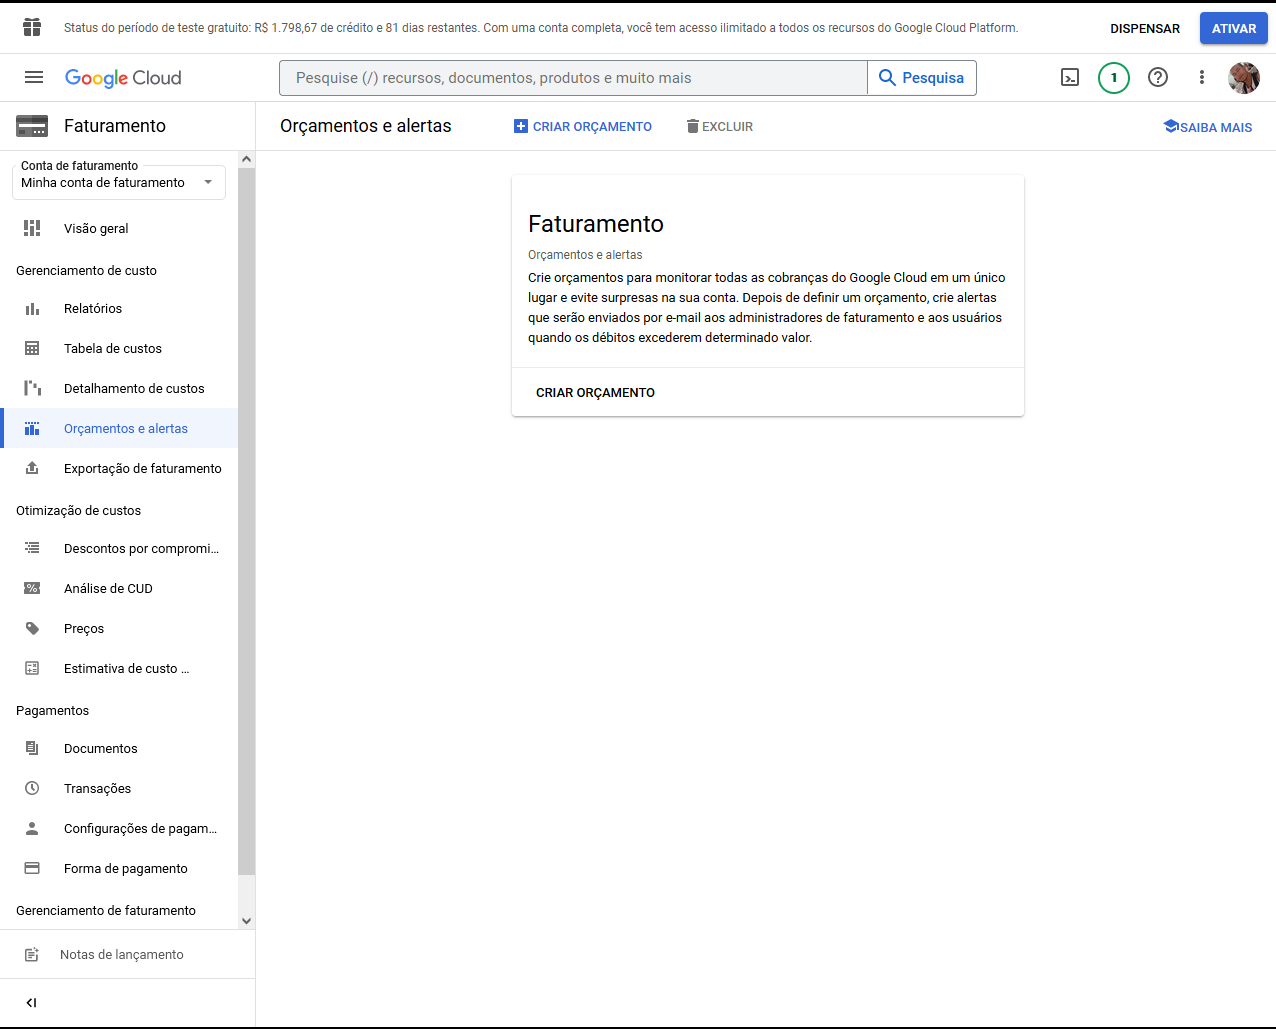 Status do período de teste gratuito: R$ 1.798,67 de crédito e 81 dias restantes. Com uma conta completa, você tem acesso ilimitado a todos os recursos do Google Cloud Platform.
DISPENSAR
ATIVAR
Google Cloud
Pesquise (/) recursos, documentos, produtos e muito mais
Pesquisa
1
Faturamento
Orçamentos e alertas
CRIAR ORÇAMENTO
EXCLUIR
SAIBA MAIS
Conta de faturamento
Minha conta de faturamento
Visão geral
Gerenciamento de custo
Relatórios
Tabela de custos
Detalhamento de custos
Orçamentos e alertas
Exportação de faturamento
Otimização de custos
Descontos por compromi...
Análise de CUD
Preços
Estimativa de custo ...
Pagamentos
Documentos
Transações
Configurações de pagam...
Forma de pagamento
Gerenciamento de faturamento
Notas de lançamento
Faturamento
Orçamentos e alertas
Crie orçamentos para monitorar todas as cobranças do Google Cloud em um único
lugar e evite surpresas na sua conta. Depois de definir um orçamento, crie alertas
que serão enviados por e-mail aos administradores de faturamento e aos usuários
quando os débitos excederem determinado valor.
CRIAR ORÇAMENTO